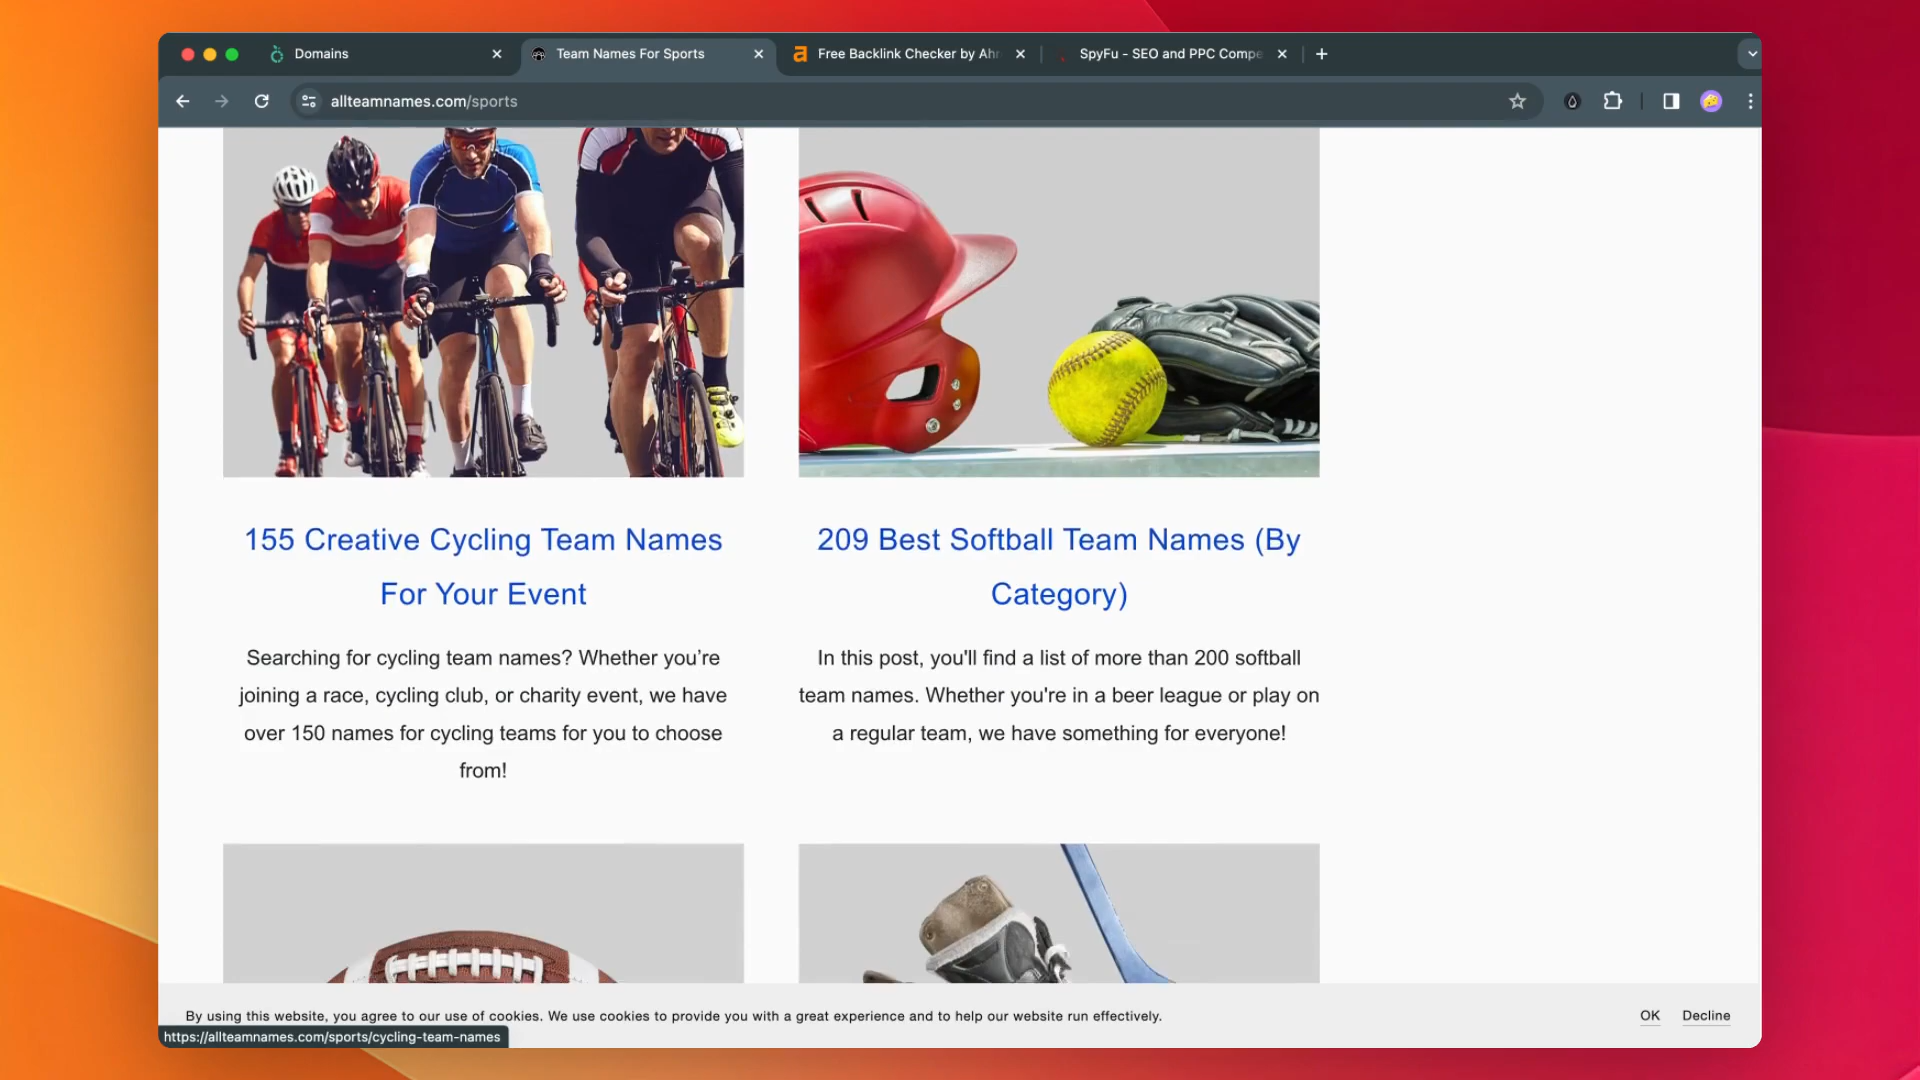 Domains
Team Names For Sports
Free Backlink Checker by Ahr
SpyFu - SEO and PPC Compe
allteamnames.com/sports
155 Creative Cycling Team Names
For Your Event
Searching for cycling team names? Whether you’re
joining a race, cycling club, or charity event, we have
over 150 names for cycling teams for you to choose
from!
209 Best Softball Team Names (By
Category)
In this post, you'll find a list of more than 200 softball
team names. Whether you're in a beer league or play on
a regular team, we have something for everyone!
By using this website, you agree to our use of cookies. We use cookies to provide you with a great experience and to help our website run effectively.
OK
Decline
https://allteamnames.com/sports/cycling-team-names